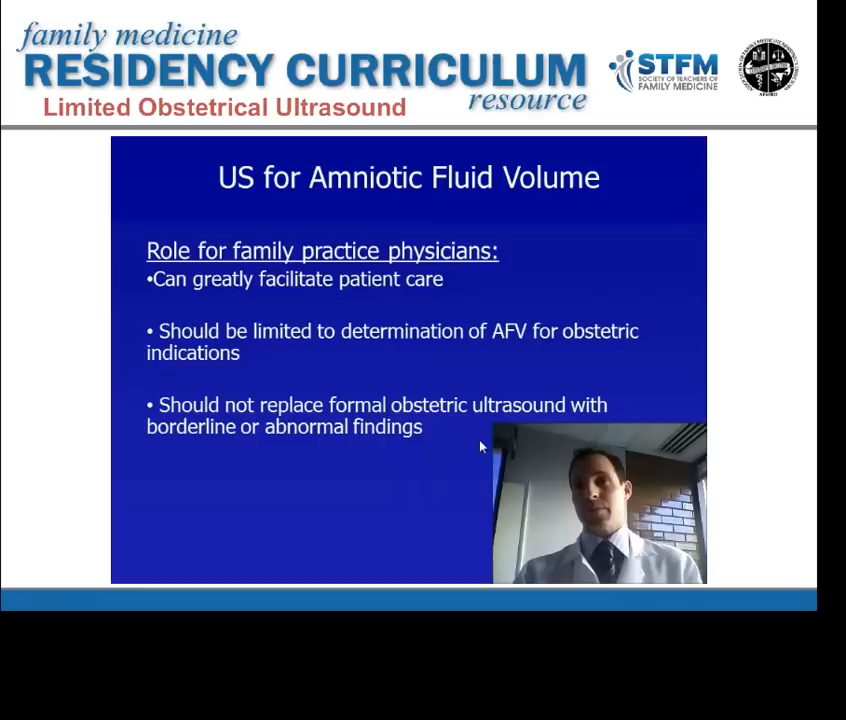 family medicine
RESIDENCY CURRICULUM
resource
Limited Obstetrical Ultrasound
STFM
SOCIETY OF TEACHERS OF
FAMILY MEDICINE
US for Amniotic Fluid Volume
Role for family practice physicians:
•Can greatly facilitate patient care
• Should be limited to determination of AFV for obstetric
indications
• Should not replace formal obstetric ultrasound with
borderline or abnormal findings